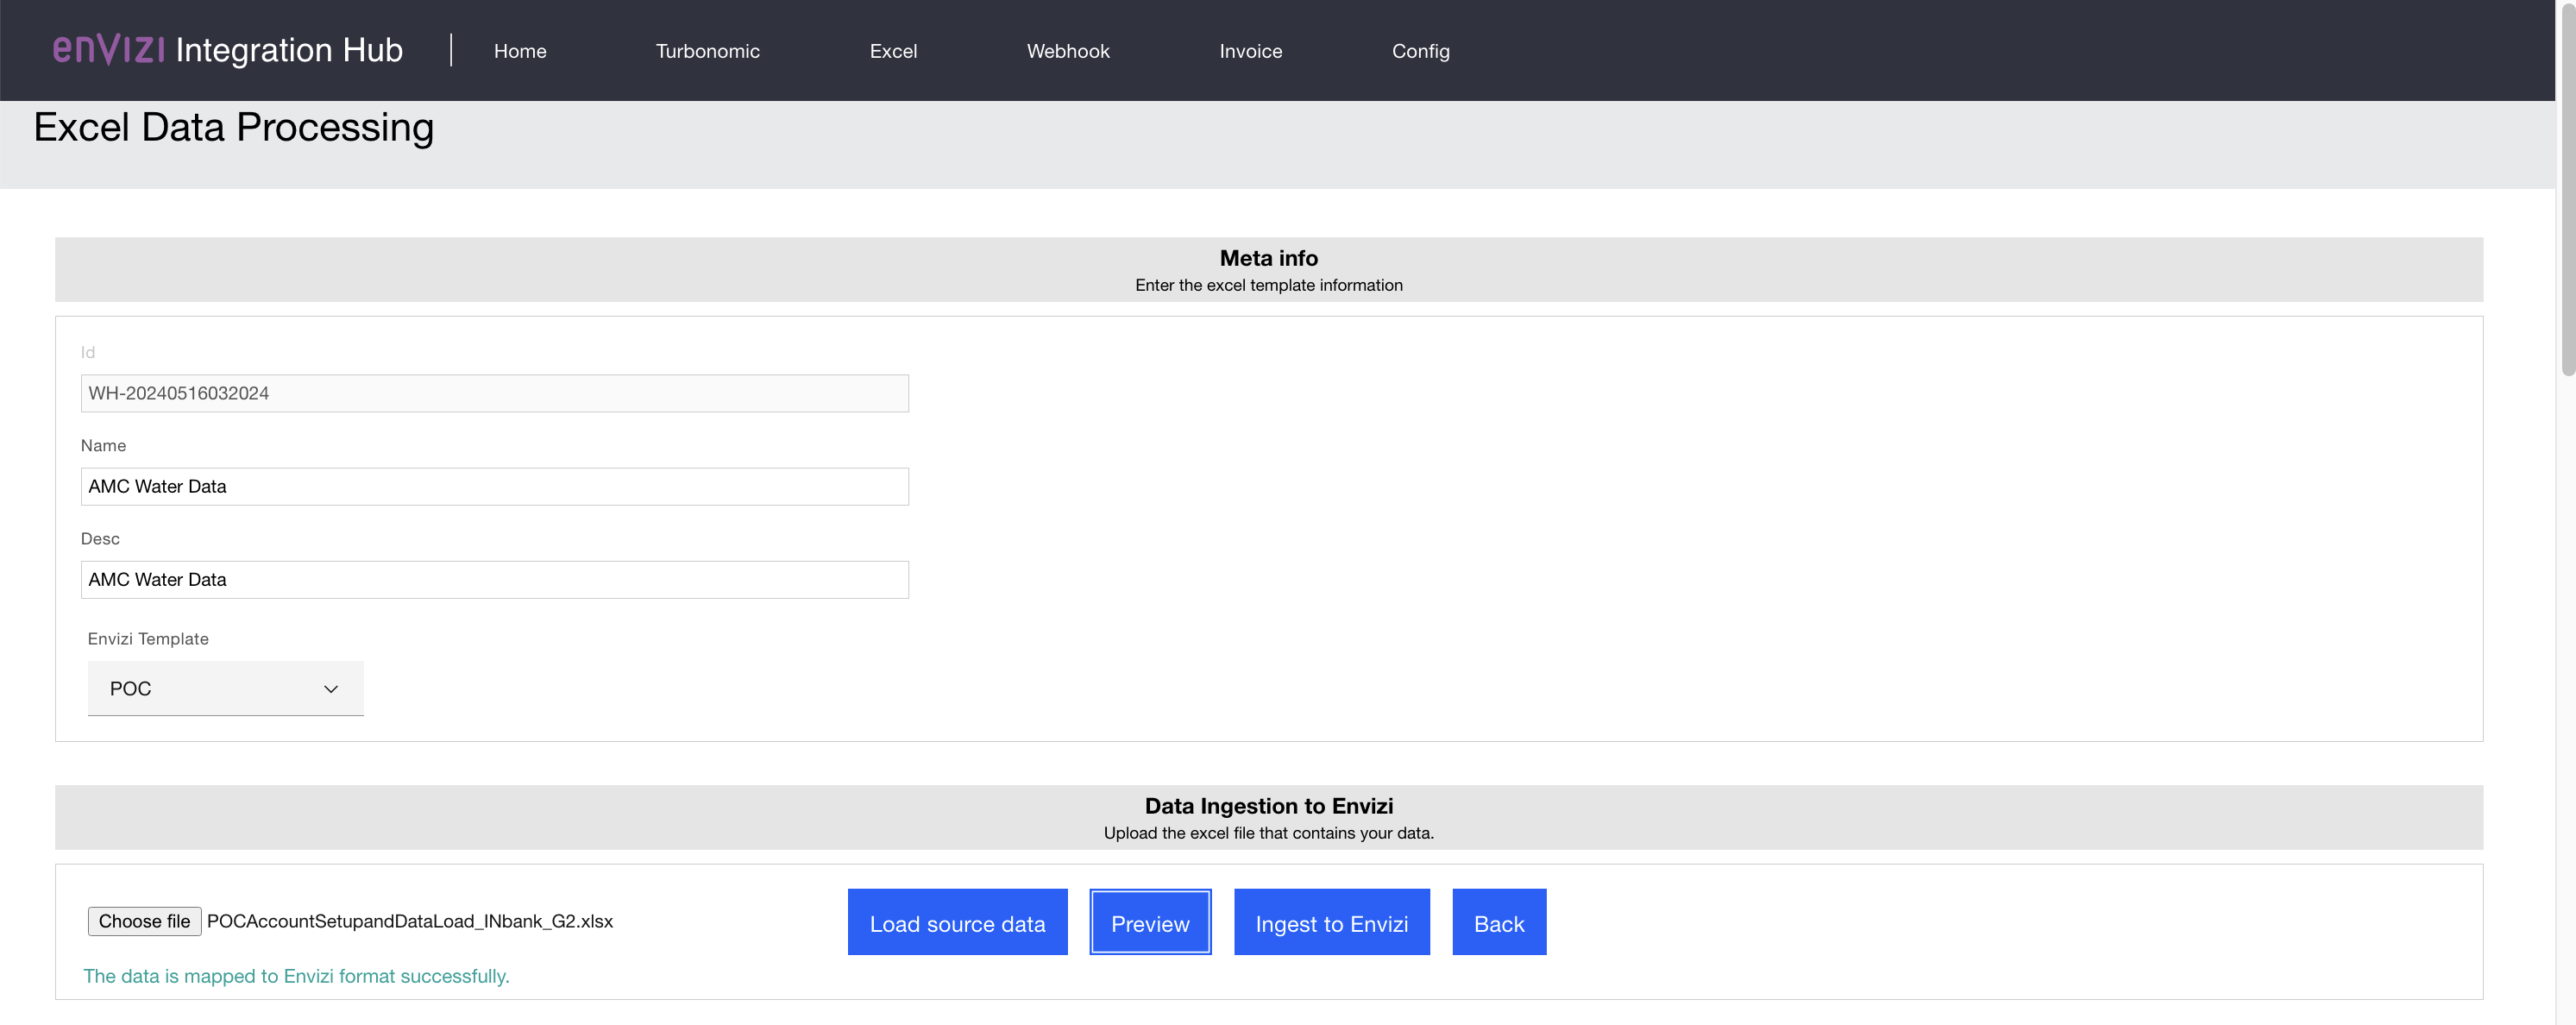 enVIZI Integration Hub Home Turbonomic Excel Webhook Invoice Config
Excel Data Processing
Meta info
Enter the excel template information
Id
WH-20240516032024
Name
AMC Water Data
Desc
AMC Water Data
Envizi Template
POC
Data Ingestion to Envizi
Upload the excel file that contains your data.
Choose file POCAccountSetupandDataLoad_INbank_G2.xlsx Load source data Preview Ingest to Envizi Back
The data is mapped to Envizi format successfully.